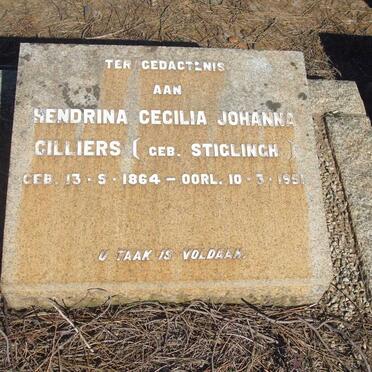 TER GEDACTENIS
AAN
HENDRINA CECILIA JOHANNA
CILLIERS ( GEB. STIGLINGH )
GEB. 13 · 5 · 1864 – OORL. 10 · 3 · 1951
U TAAK IS VOLDAAN.